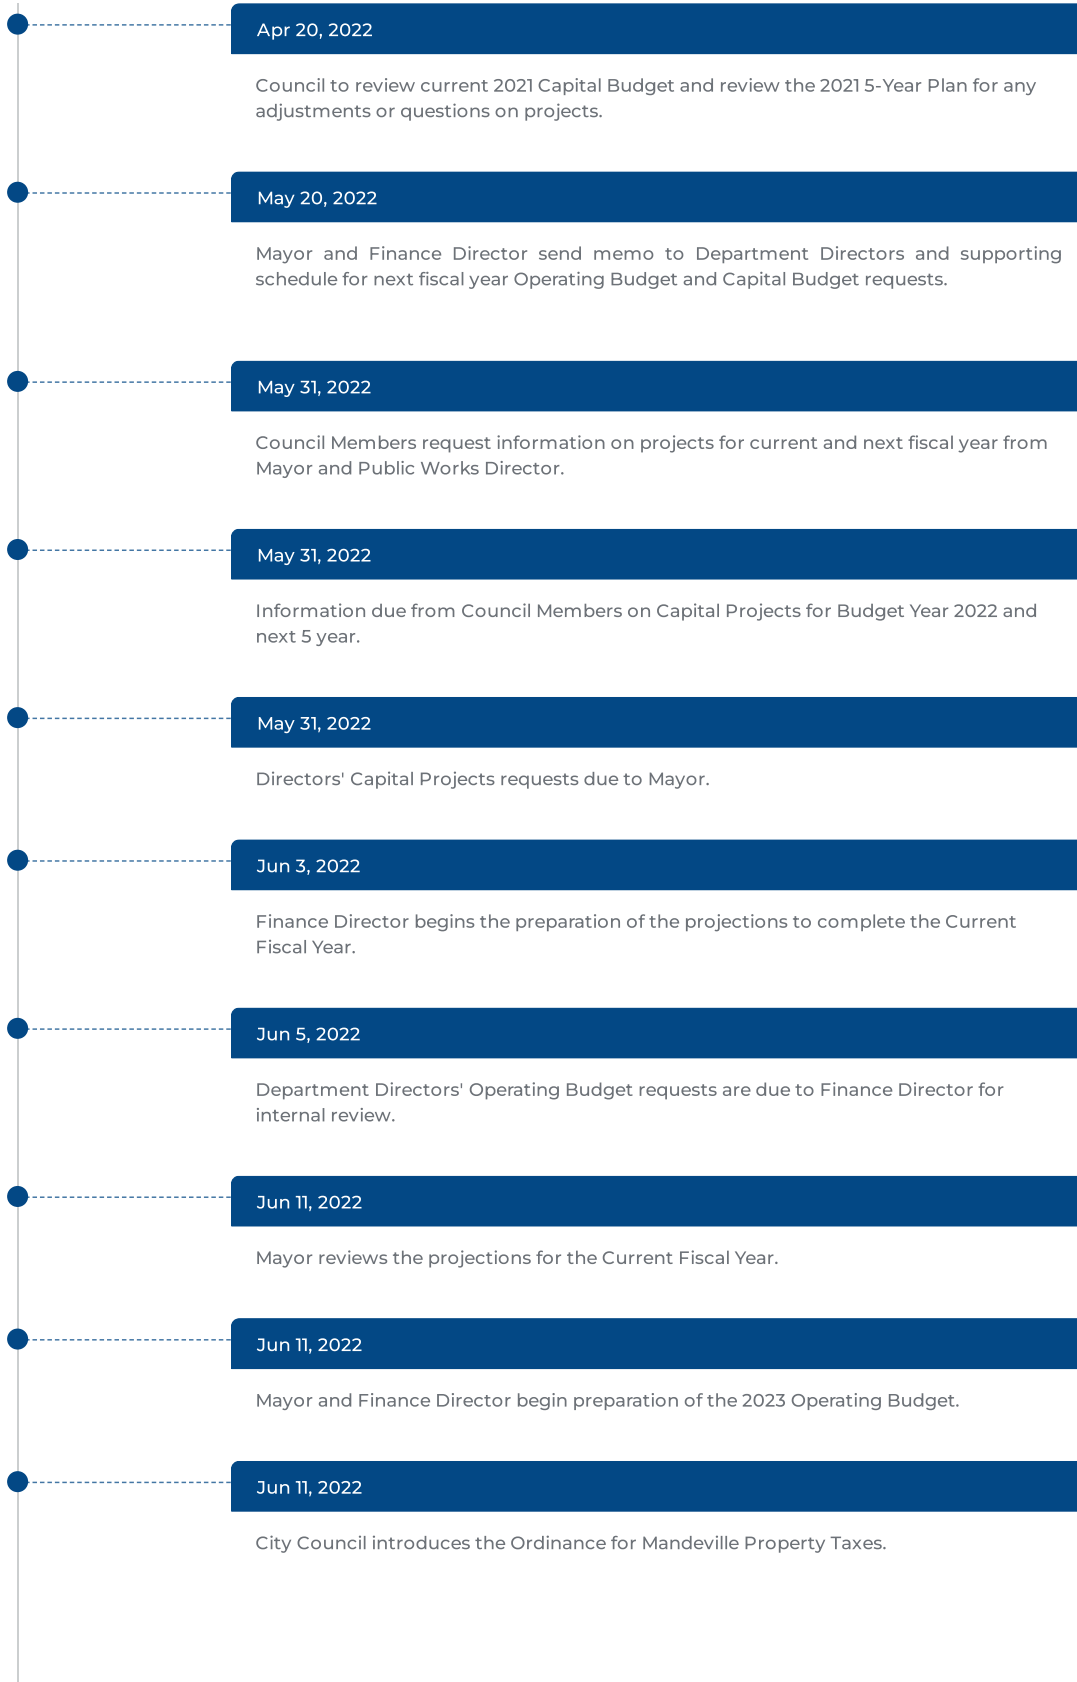 Apr 20, 2022
Council to review current 2021 Capital Budget and review the 2021 5-Year Plan for any
adjustments or questions on projects.
May 20, 2022
Mayor and Finance Director send memo to Department Directors and supporting
schedule for next fiscal year Operating Budget and Capital Budget requests.
May 31, 2022
Council Members request information on projects for current and next fiscal year from
Mayor and Public Works Director.
May 31, 2022
Information due from Council Members on Capital Projects for Budget Year 2022 and
next 5 year.
May 31, 2022
Directors' Capital Projects requests due to Mayor.
Jun 3, 2022
Finance Director begins the preparation of the projections to complete the Current
Fiscal Year.
Jun 5, 2022
Department Directors' Operating Budget requests are due to Finance Director for
internal review.
Jun 11, 2022
Mayor reviews the projections for the Current Fiscal Year.
Jun 11, 2022
Mayor and Finance Director begin preparation of the 2023 Operating Budget.
Jun 11, 2022
City Council introduces the Ordinance for Mandeville Property Taxes.